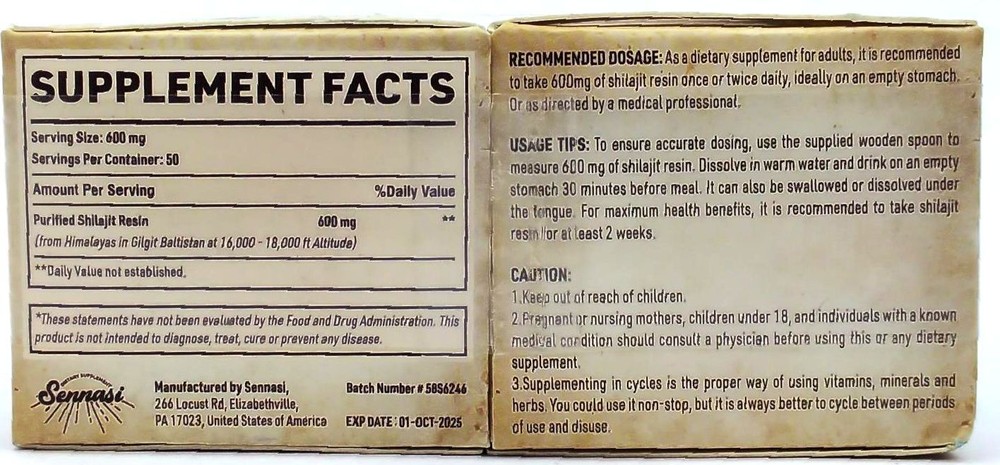 SUPPLEMENT FACTS
Serving Size: 600 mg
Servings Per Container: 50
Amount Per Serving %Daily Value
Purified Shilajit Resin 600 mg **
(from Himalayas in Gilgit Baltistan at 16,000 - 18,000 ft Altitude)
**Daily Value not established.
*These statements have not been evaluated by the Food and Drug Administration. This
product is not intended to diagnose, treat, cure or prevent any disease.
DIETARY SUPPLEMENT
Sennasi
Manufactured by Sennasi,
266 Locust Rd, Elizabethville,
PA 17023, United States of America
Batch Number # 58S6246
EXP DATE : 01-OCT-2025
RECOMMENDED DOSAGE: As a dietary supplement for adults, it is recommended
to take 600mg of shilajit resin once or twice daily, ideally on an empty stomach.
Or as directed by a medical professional.
USAGE TIPS: To ensure accurate dosing, use the supplied wooden spoon to
measure 600 mg of shilajit resin. Dissolve in warm water and drink on an empty
stomach 30 minutes before meal. It can also be swallowed or dissolved under
the tongue. For maximum health benefits, it is recommended to take shilajit
resin for at least 2 weeks.
CAUTION:
1.Keep out of reach of children.
2.Pregnant or nursing mothers, children under 18, and individuals with a known
medical condition should consult a physician before using this or any dietary
supplement.
3.Supplementing in cycles is the proper way of using vitamins, minerals and
herbs. You could use it non-stop, but it is always better to cycle between periods
of use and disuse.